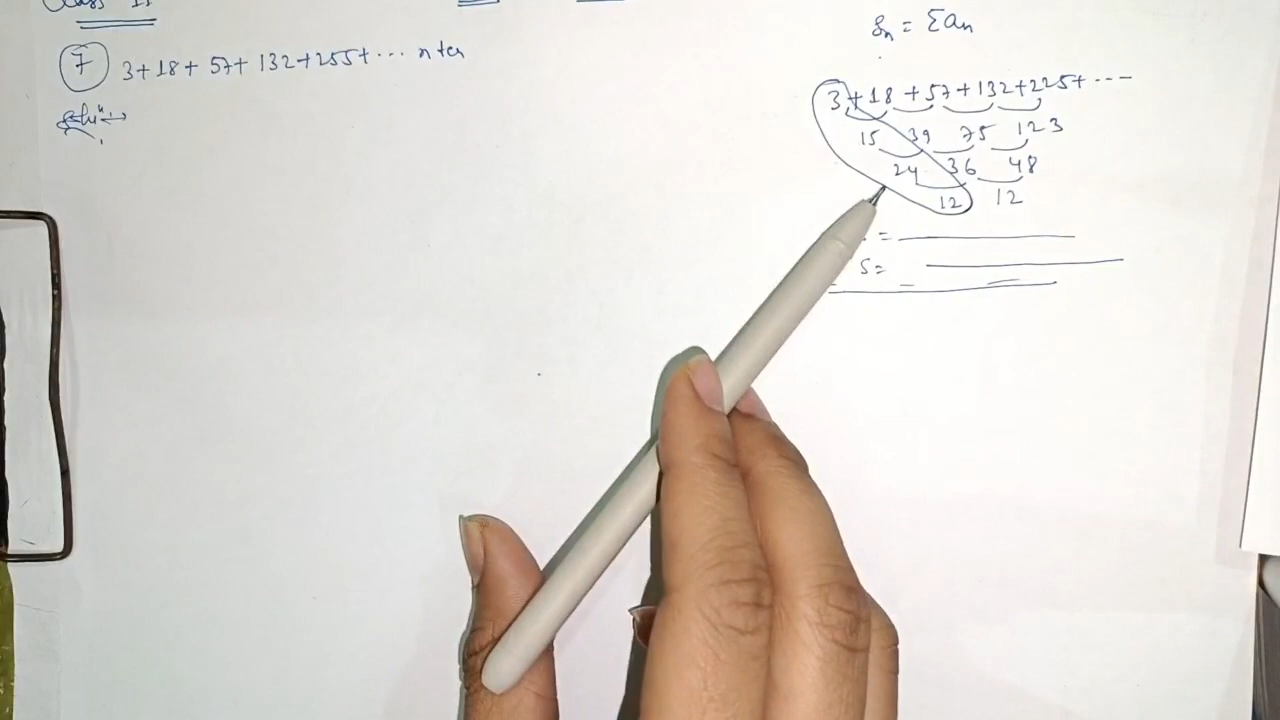 Class 11
7 3+18+ 57+ 132+255+ ... n ter
Soluⁿ:→
Sn = Σan
3+18 +57+132+225+ ---
15 39 75 123
24 36 48
12 12
=
S=